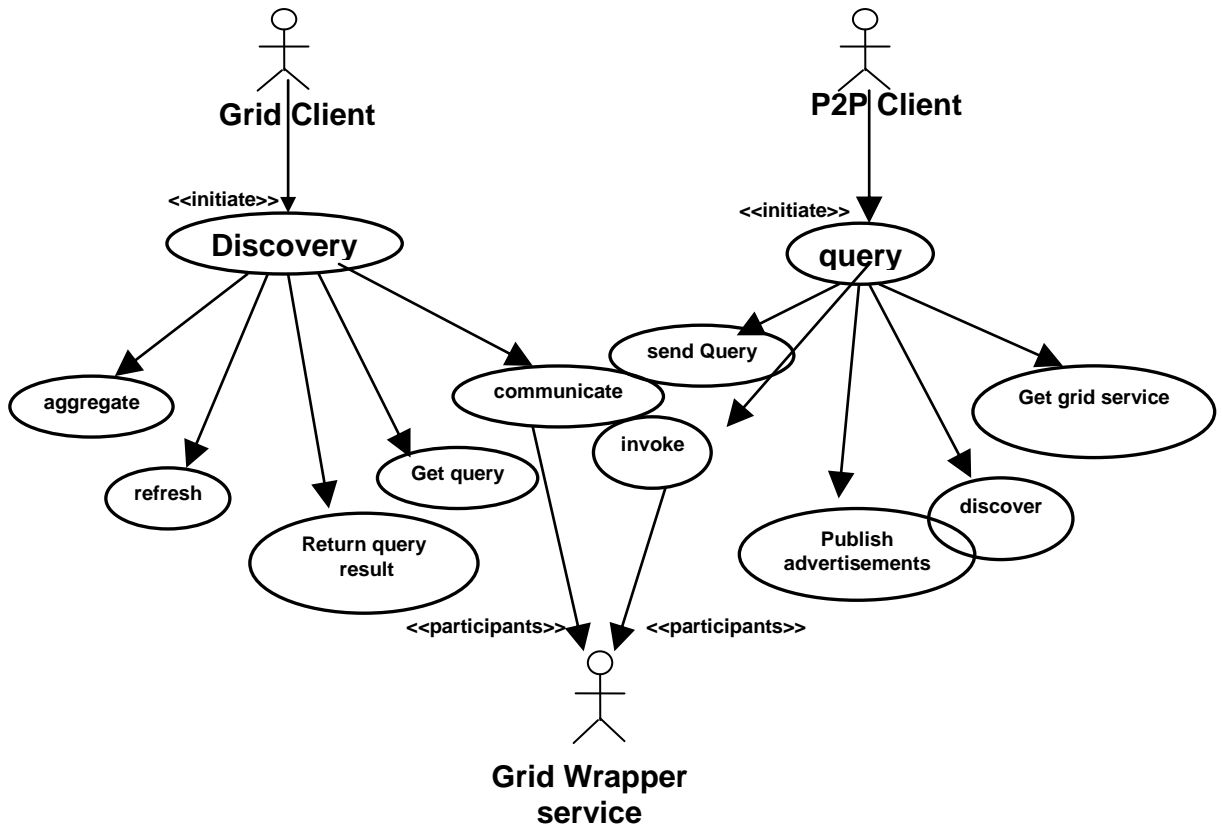 Grid Client
P2P Client
<<initiate>>
<<initiate>>
Discovery
query
send Query
communicate
Get grid service
aggregate
invoke
Get query
refresh
discover
Return query
result
Publish
advertisements
<<participants>>
<<participants>>
Grid Wrapper
service